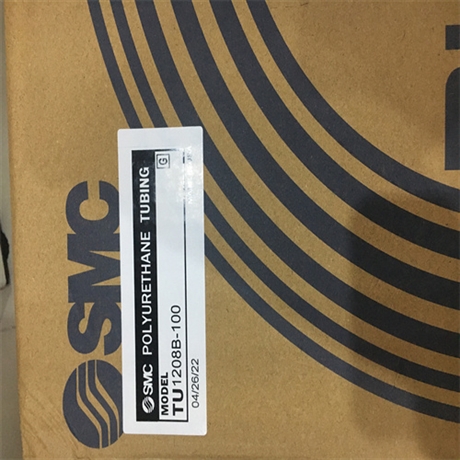 SMC
SMC POLYURETHANE TUBING
G
MODEL
TU1208B-100
04/26/22